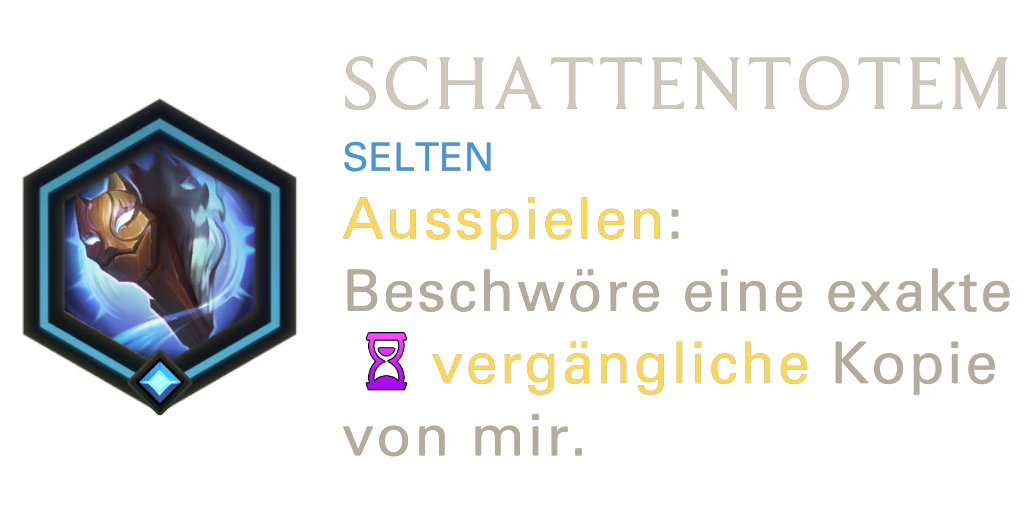 SCHATTENTOTEM
SELTEN
Ausspielen:
Beschwöre eine exakte
vergängliche Kopie
von mir.